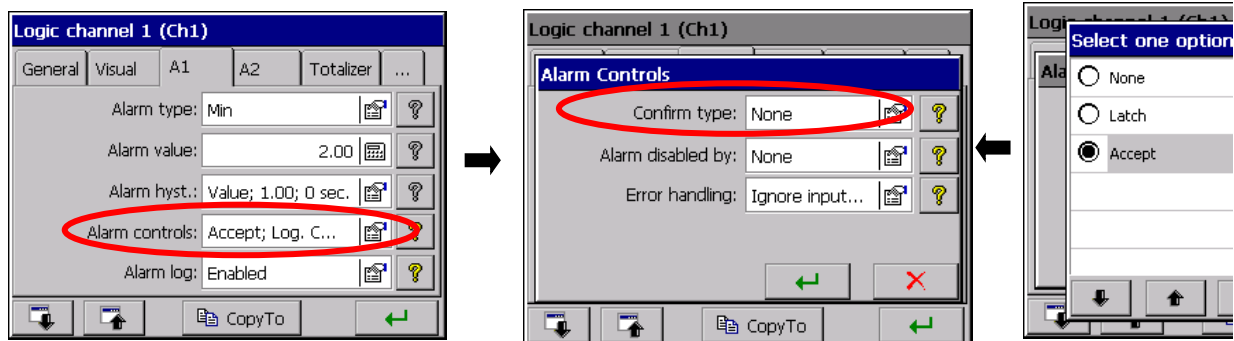 Logic channel 1 (Ch1)
General Visual A1 A2 Totalizer ...
Alarm type: Min
Alarm value: 2.00
Alarm hyst.: Value; 1.00; 0 sec.
Alarm controls: Accept; Log. C...
Alarm log: Enabled
CopyTo
Logic channel 1 (Ch1)
Alarm Controls
Confirm type: None
Alarm disabled by: None
Error handling: Ignore input...
CopyTo
Select one option
Ala
None
Latch
Accept